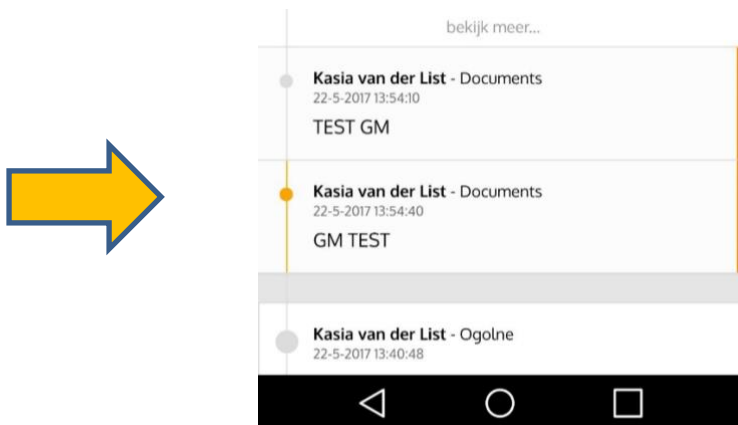 bekijk meer...
Kasia van der List - Documents
22-5-2017 13:54:10
TEST GM
Kasia van der List - Documents
22-5-2017 13:54:40
GM TEST
Kasia van der List - Ogolne
22-5-2017 13:40:48